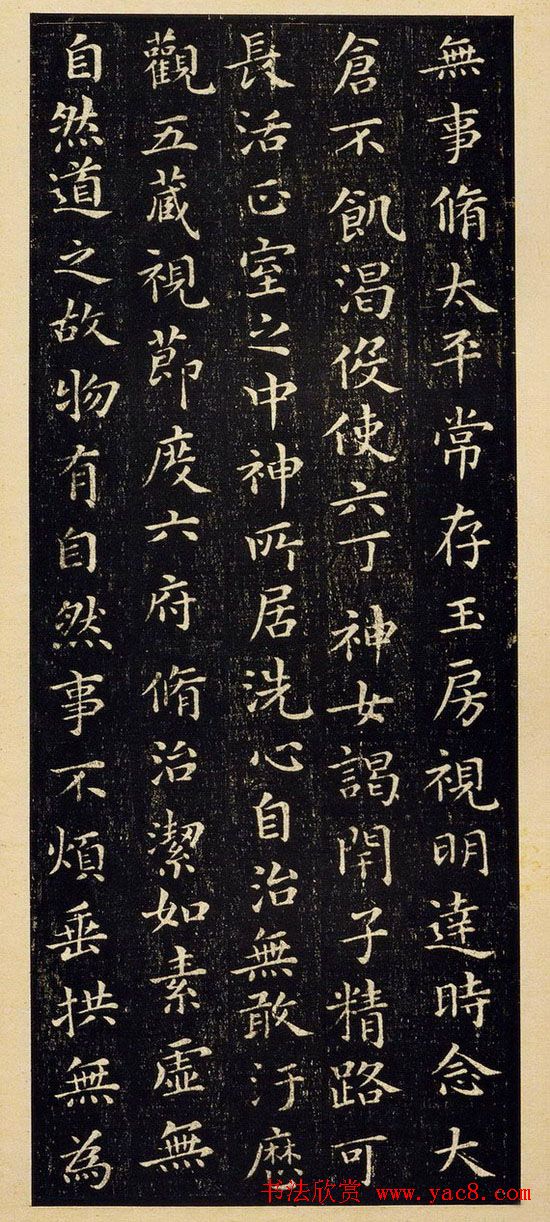 無事脩太平常存玉房視明達時念大
倉不飢渴伇使六丁神女謁閇子精路可
長活正室之中神所居洗心自治無敢汙歷
觀五藏視節度六府脩治潔如素虛無
自然道之故物有自然事不煩垂拱無為
书法欣赏 www.yac8.com